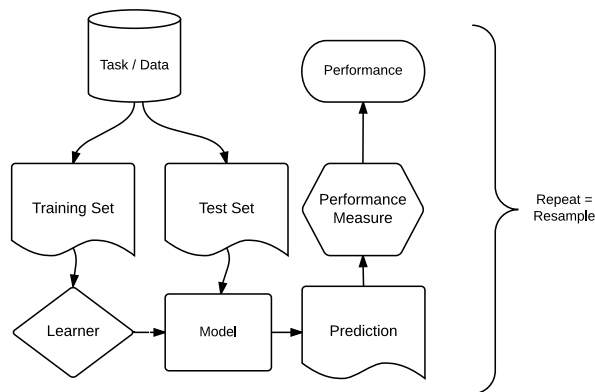 Task / Data
Performance
Training Set
Test Set
Performance
Measure
Repeat =
Resample
Learner
Model
Prediction